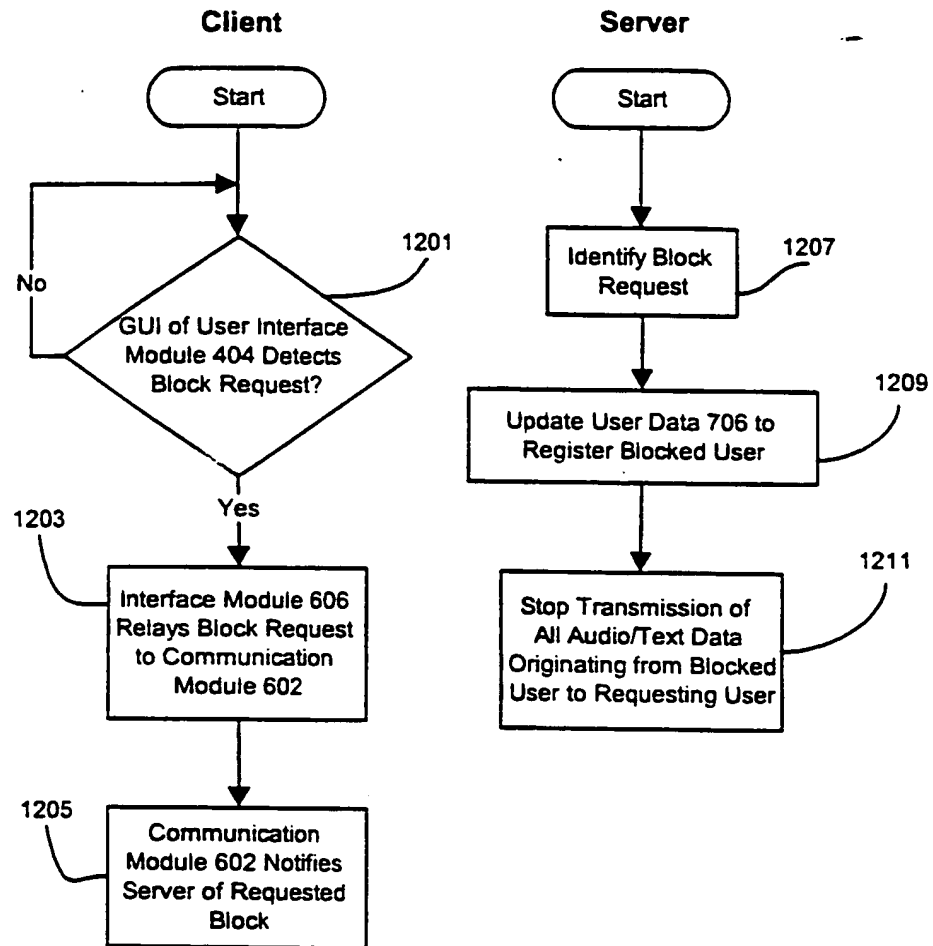 Client
Start
1201
No
GUI of User Interface
Module 404 Detects
Block Request?
Yes
1203
Interface Module 606
Relays Block Request
to Communication
Module 602
1205
Communication
Module 602 Notifies
Server of Requested
Block
Server
Start
1207
Identify Block
Request
1209
Update User Data 706 to
Register Blocked User
1211
Stop Transmission of
All Audio/Text Data
Originating from Blocked
User to Requesting User